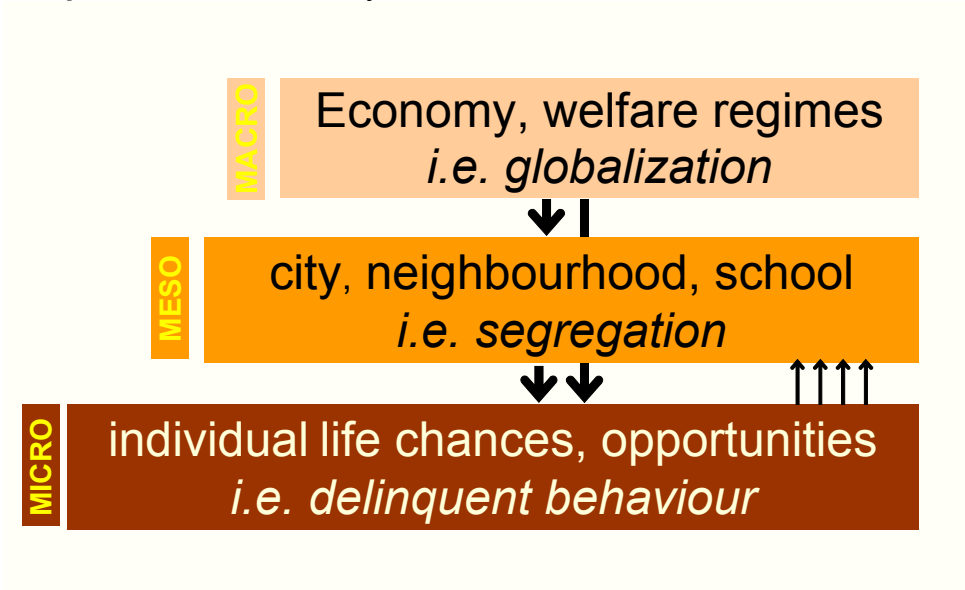 MACRO
Economy, welfare regimes
i.e. globalization
MESO
city, neighbourhood, school
i.e. segregation
MICRO
individual life chances, opportunities
i.e. delinquent behaviour